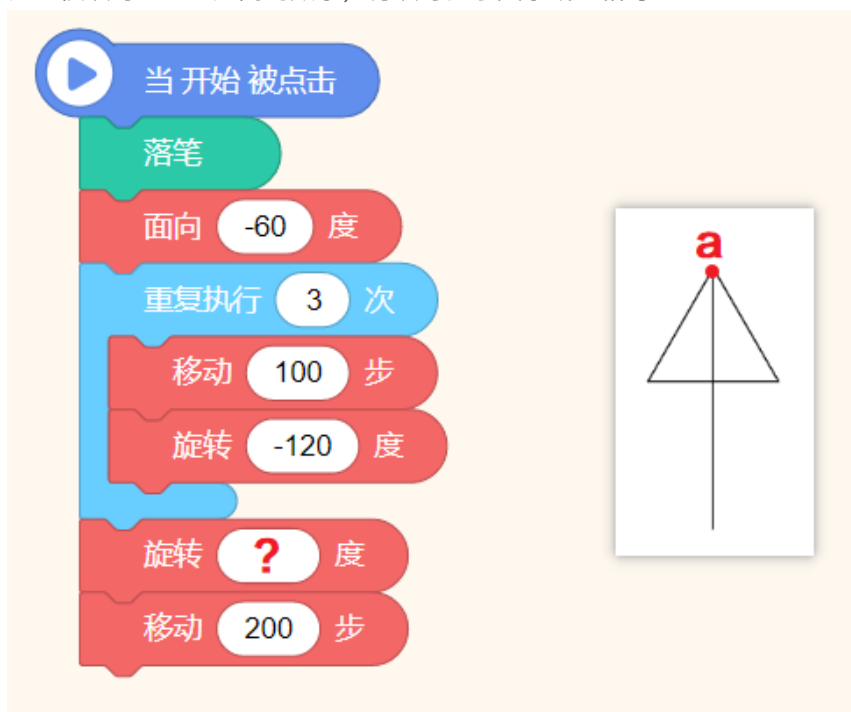 当 开始 被点击
落笔
面向 -60 度
重复执行 3 次
移动 100 步
旋转 -120 度
旋转 ? 度
移动 200 步
a